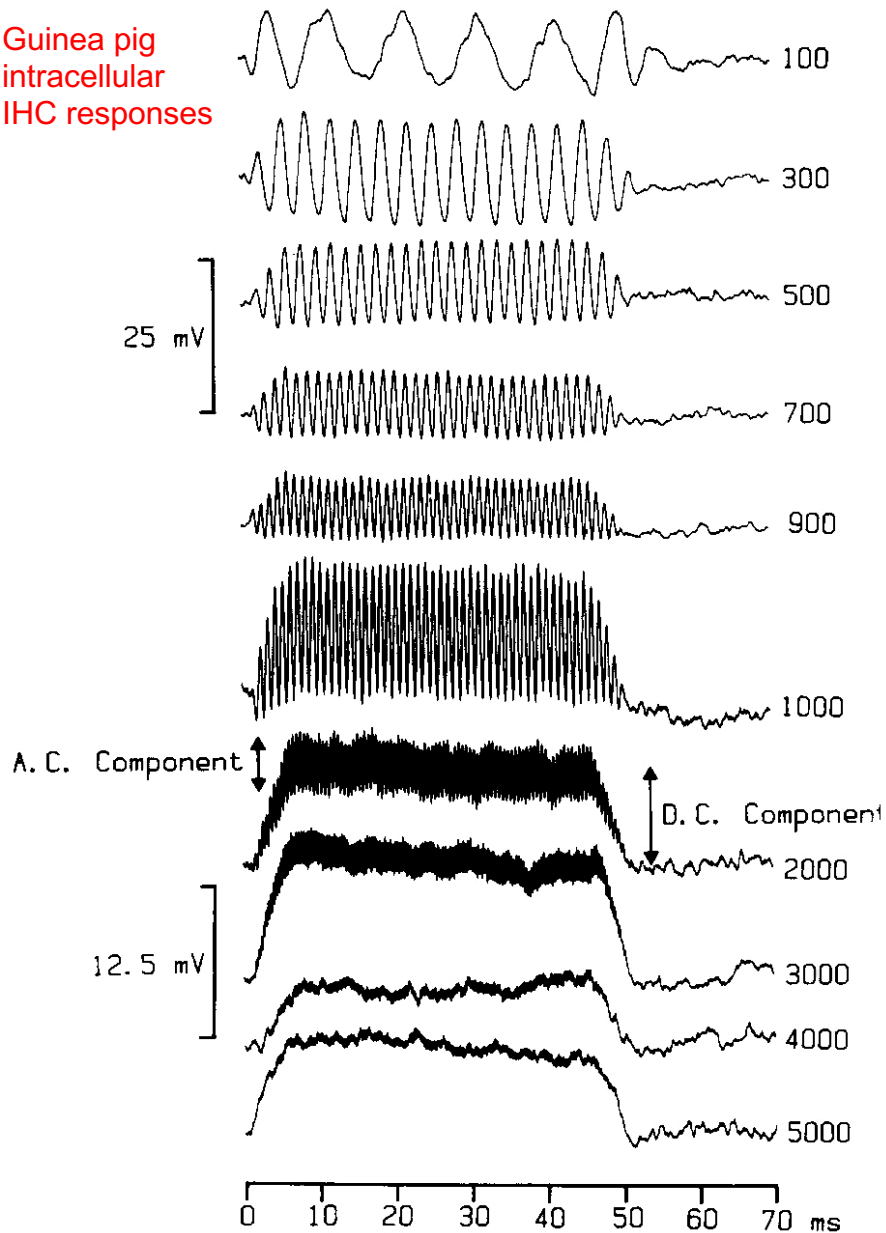 Guinea pig
intracellular
IHC responses
100
300
500
25 mV
700
900
1000
A.C. Component
D.C. Component
2000
12.5 mV
3000
4000
5000
0 10 20 30 40 50 60 70 ms